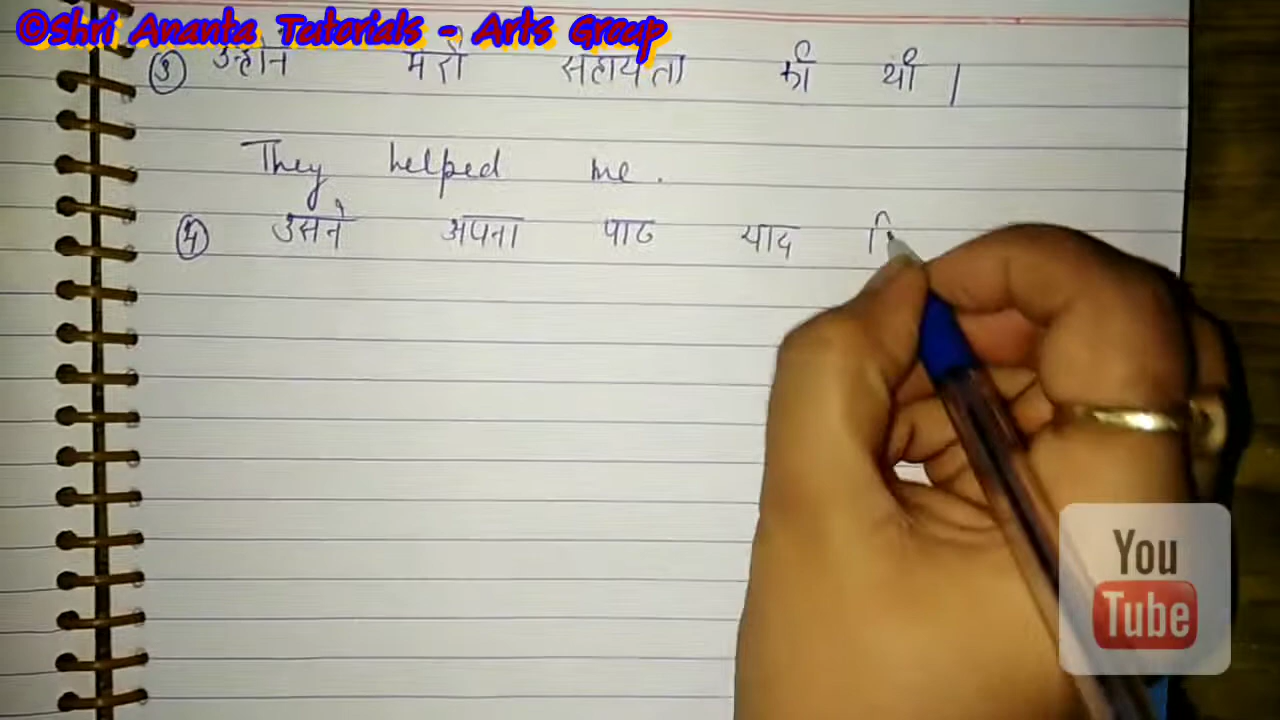 ©Shri Ananta Tutorials - Arts Group
③ उन्होंने मेरी सहायता की थी |
They helped me.
④ उसने अपना पाठ याद
You
Tube